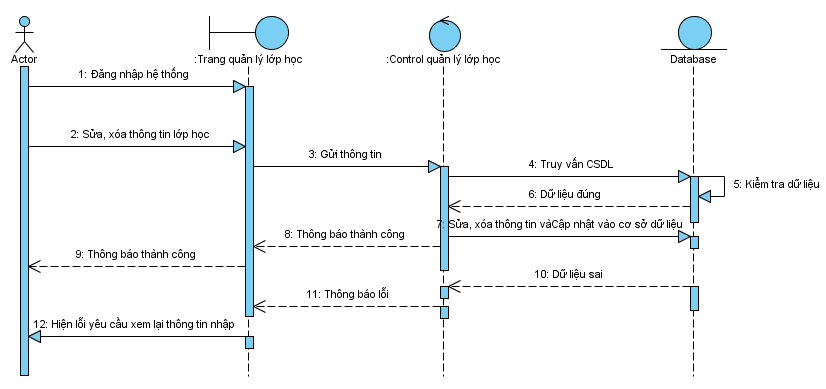 Actor
:Trang quản lý lớp học
:Control quản lý lớp học
Database
1: Đăng nhập hệ thống
2: Sửa, xóa thông tin lớp học
3: Gửi thông tin
4: Truy vấn CSDL
5: Kiểm tra dữ liệu
6: Dữ liệu đúng
7: Sửa, xóa thông tin vàCập nhật vào cơ sở dữ liệu
8: Thông báo thành công
9: Thông báo thành công
10: Dữ liệu sai
11: Thông báo lỗi
12: Hiện lỗi yêu cầu xem lại thông tin nhập